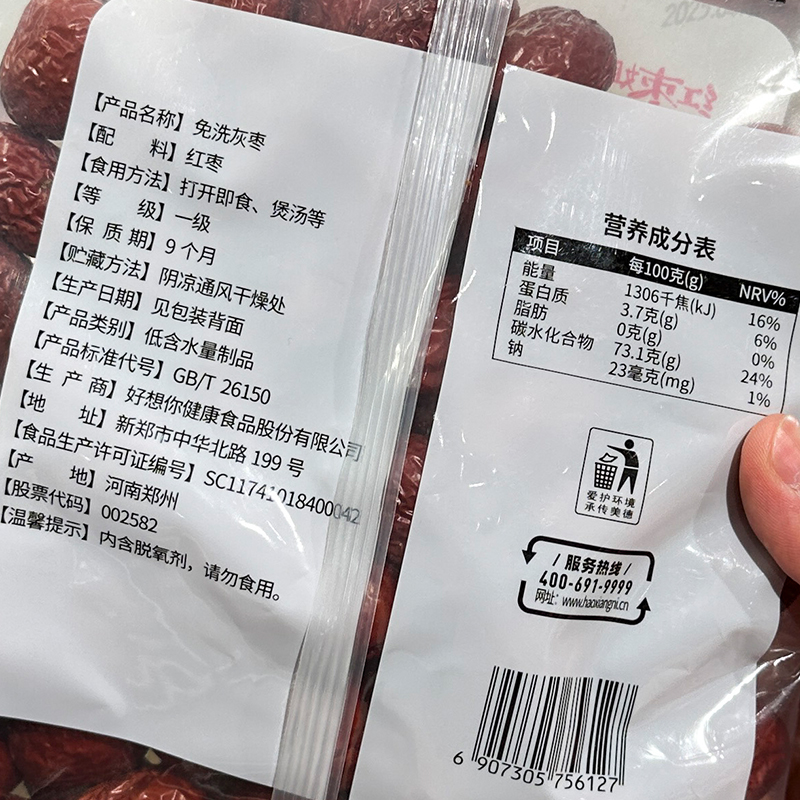 【产品名称】免洗灰枣
【配 料】红枣
【食用方法】打开即食、煲汤等
【等 级】一级
【保 质 期】9个月
【贮藏方法】阴凉通风干燥处
【生产日期】见包装背面
【产品类别】低含水量制品
【产品标准代号】GB/T 26150
【生 产 商】好想你健康食品股份有限公司
【地 址】新郑市中华北路 199 号
【食品生产许可证编号】SC11741018400042
【产 地】河南郑州
【股票代码】002582
【温馨提示】内含脱氧剂，请勿食用。
红枣
营养成分表
项目 每100克(g) NRV%
能量 1306千焦(kJ) 16%
蛋白质 3.7克(g) 6%
脂肪 0克(g) 0%
碳水化合物 73.1克(g) 24%
钠 23毫克(mg) 1%
爱护环境
承传美德
/ 服务热线 /
400-691-9999
网址: www.haoxiangni.cn
6 907305 756127